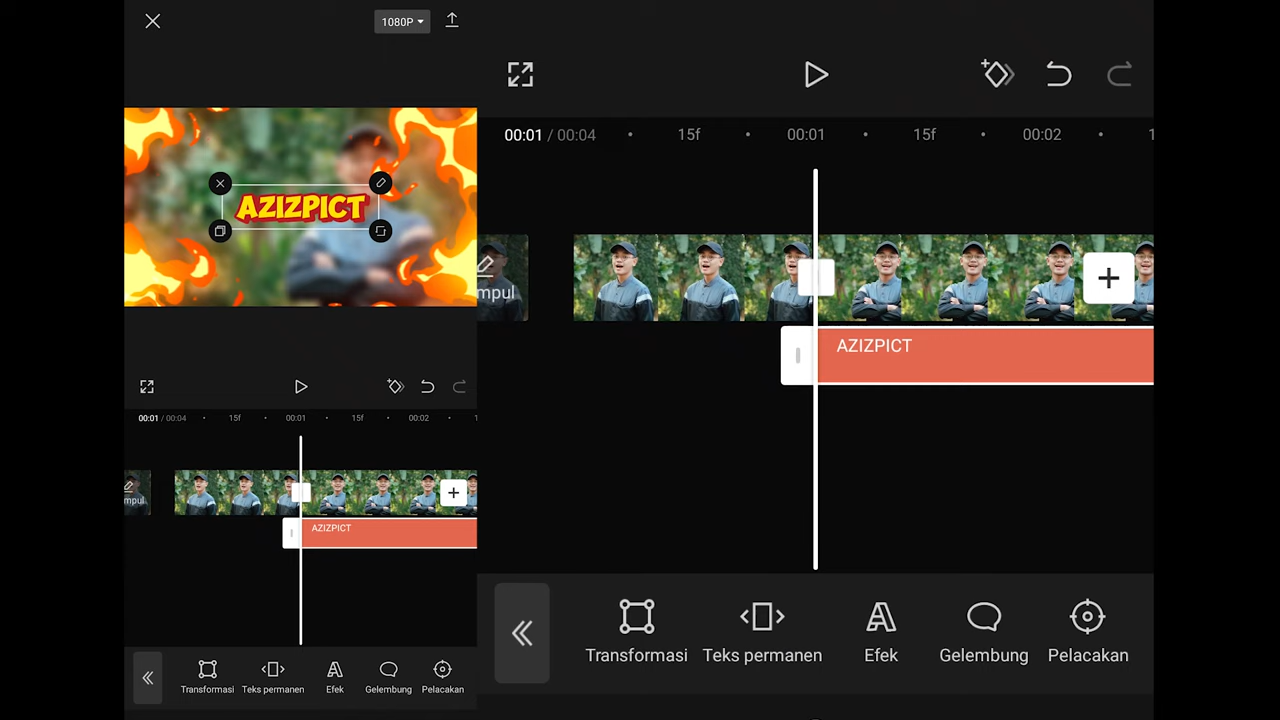 1080P
AZIZPICT
00:01 / 00:04 15f 00:01 15f 00:02 1
mpul
AZIZPICT
Transformasi Teks permanen Efek Gelembung Pelacakan
00:01 / 00:04 15f 00:01 15f 00:02 1
mpul
AZIZPICT
Transformasi Teks permanen Efek Gelembung Pelacakan